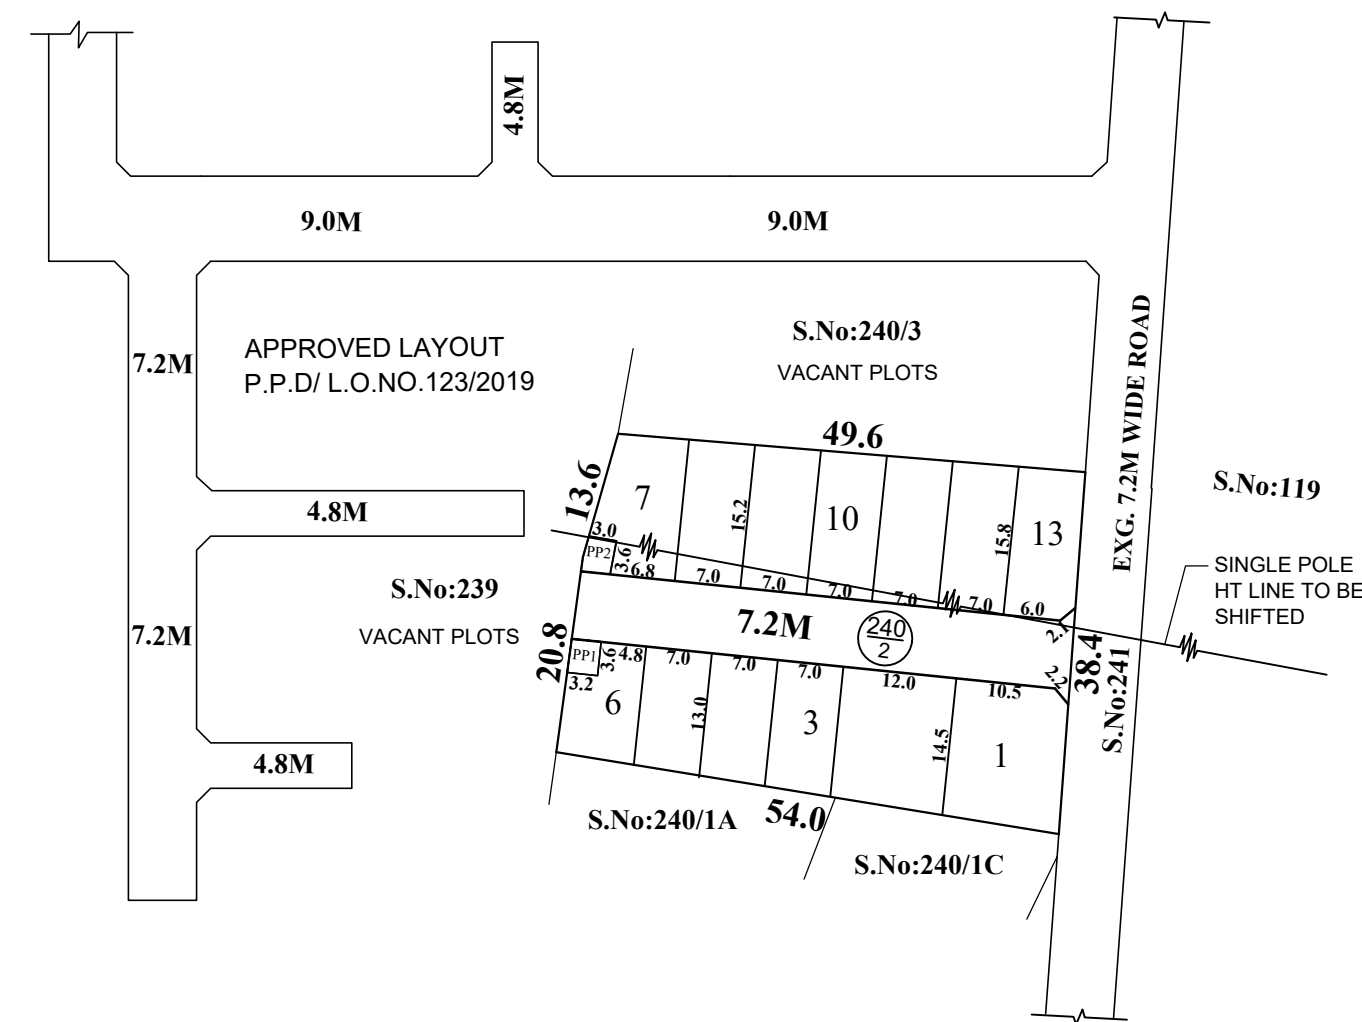 4.8M
9.0M
9.0M
7.2M
APPROVED LAYOUT
P.P.D/ L.O.NO.123/2019
S.No:240/3
VACANT PLOTS
EXG. 7.2M WIDE ROAD
49.6
13.6
7
15.2
10
15.8
13
S.No:119
4.8M
3.0
PP2
3.6
6.8
7.0
7.0
7.0
7.0
7.0
6.0
2.1
SINGLE POLE
HT LINE TO BE
SHIFTED
S.No:239
VACANT PLOTS
7.2M
7.2M
240
2
20.8
PP1
3.6
4.8
7.0
7.0
7.0
12.0
10.5
2.2
38.4
S.No:241
3.2
6
13.0
3
14.5
1
4.8M
S.No:240/1A
54.0
S.No:240/1C